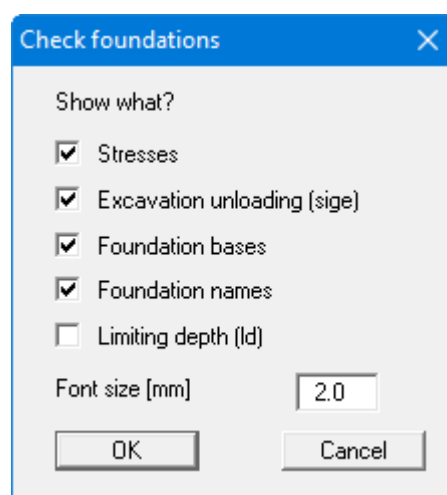 Check foundations
Show what?
Stresses
Excavation unloading (sige)
Foundation bases
Foundation names
Limiting depth (ld)
Font size [mm] 2.0
OK Cancel